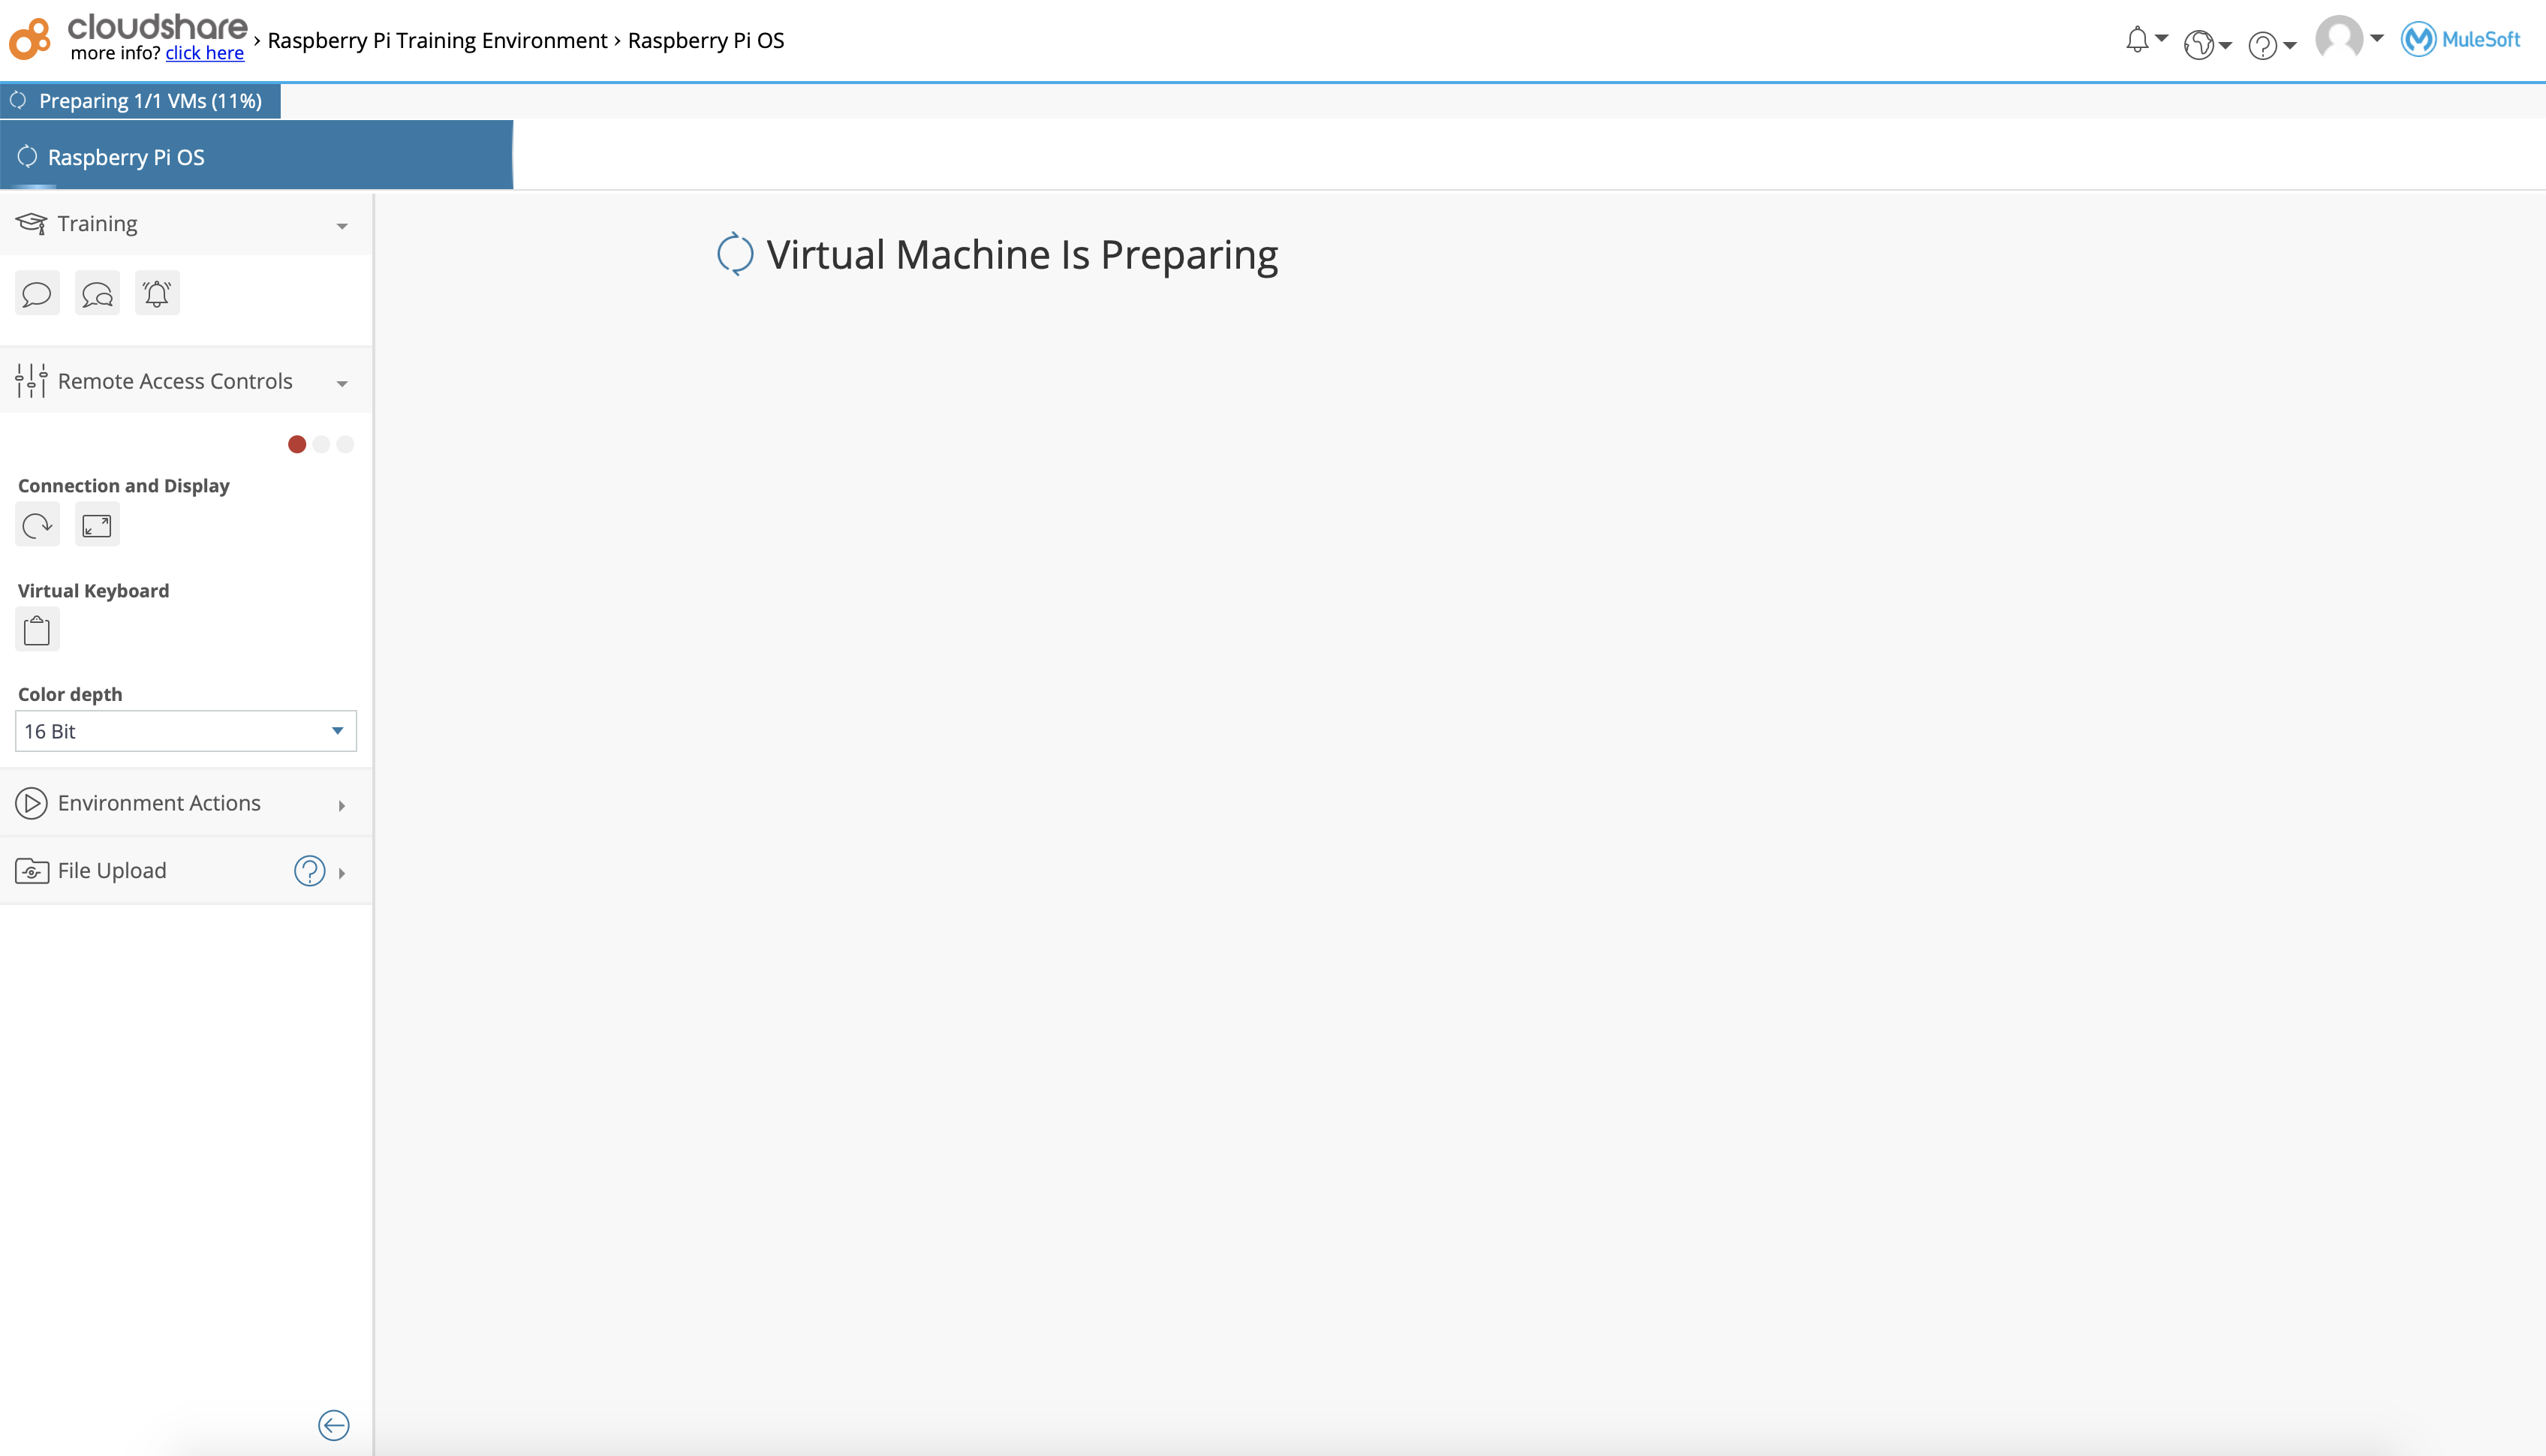 cloudshare
more info? click here
› Raspberry Pi Training Environment › Raspberry Pi OS
MuleSoft
Preparing 1/1 VMs (11%)
Raspberry Pi OS
Training
Virtual Machine Is Preparing
Remote Access Controls
Connection and Display
Virtual Keyboard
Color depth
16 Bit
Environment Actions
File Upload